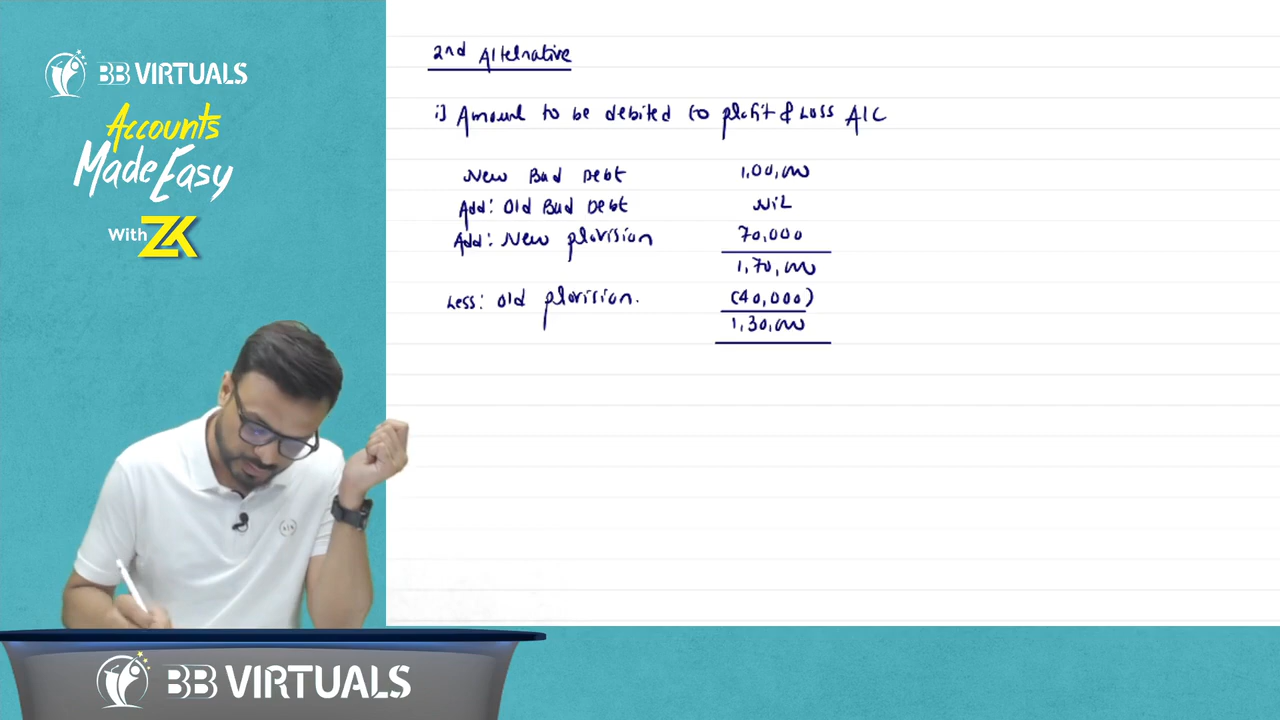 BB VIRTUALS
Accounts
Made Easy
With ZK
2nd Alternative
i) Amount to be debited to profit & Loss A/C
New Bad Debt 1,00,000
Add: Old Bad Debt Nil
Add: New provision 70,000
1,70,000
Less: Old provision. (40,000)
1,30,000
BB VIRTUALS